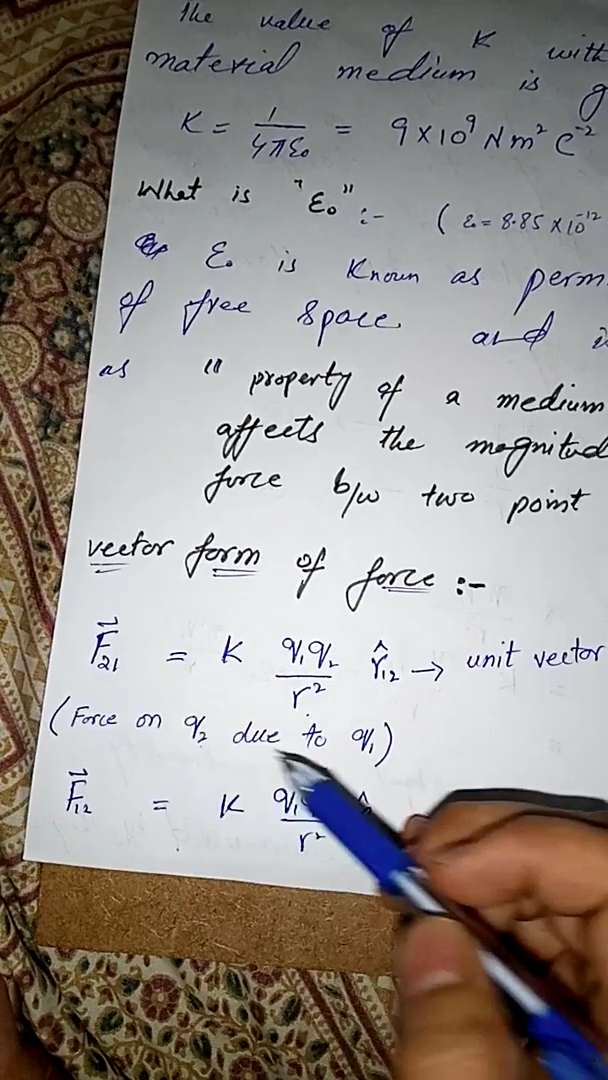 The value of K with
material medium is g
K = 1/4πε₀ = 9×10⁹ Nm² C⁻²
What is "ε₀" :- (ε₀ = 8.85 ×10⁻¹²
ε₀ is known as perm
of free space and i
as " property of a medium
affects the magnitud
force b/w two point
vector form of force :-
F⃗₂₁ = K q₁q₂/r² r̂₁₂ → unit vector
(Force on q₂ due to q₁)
F⃗₁₂ = K q₁ /r²